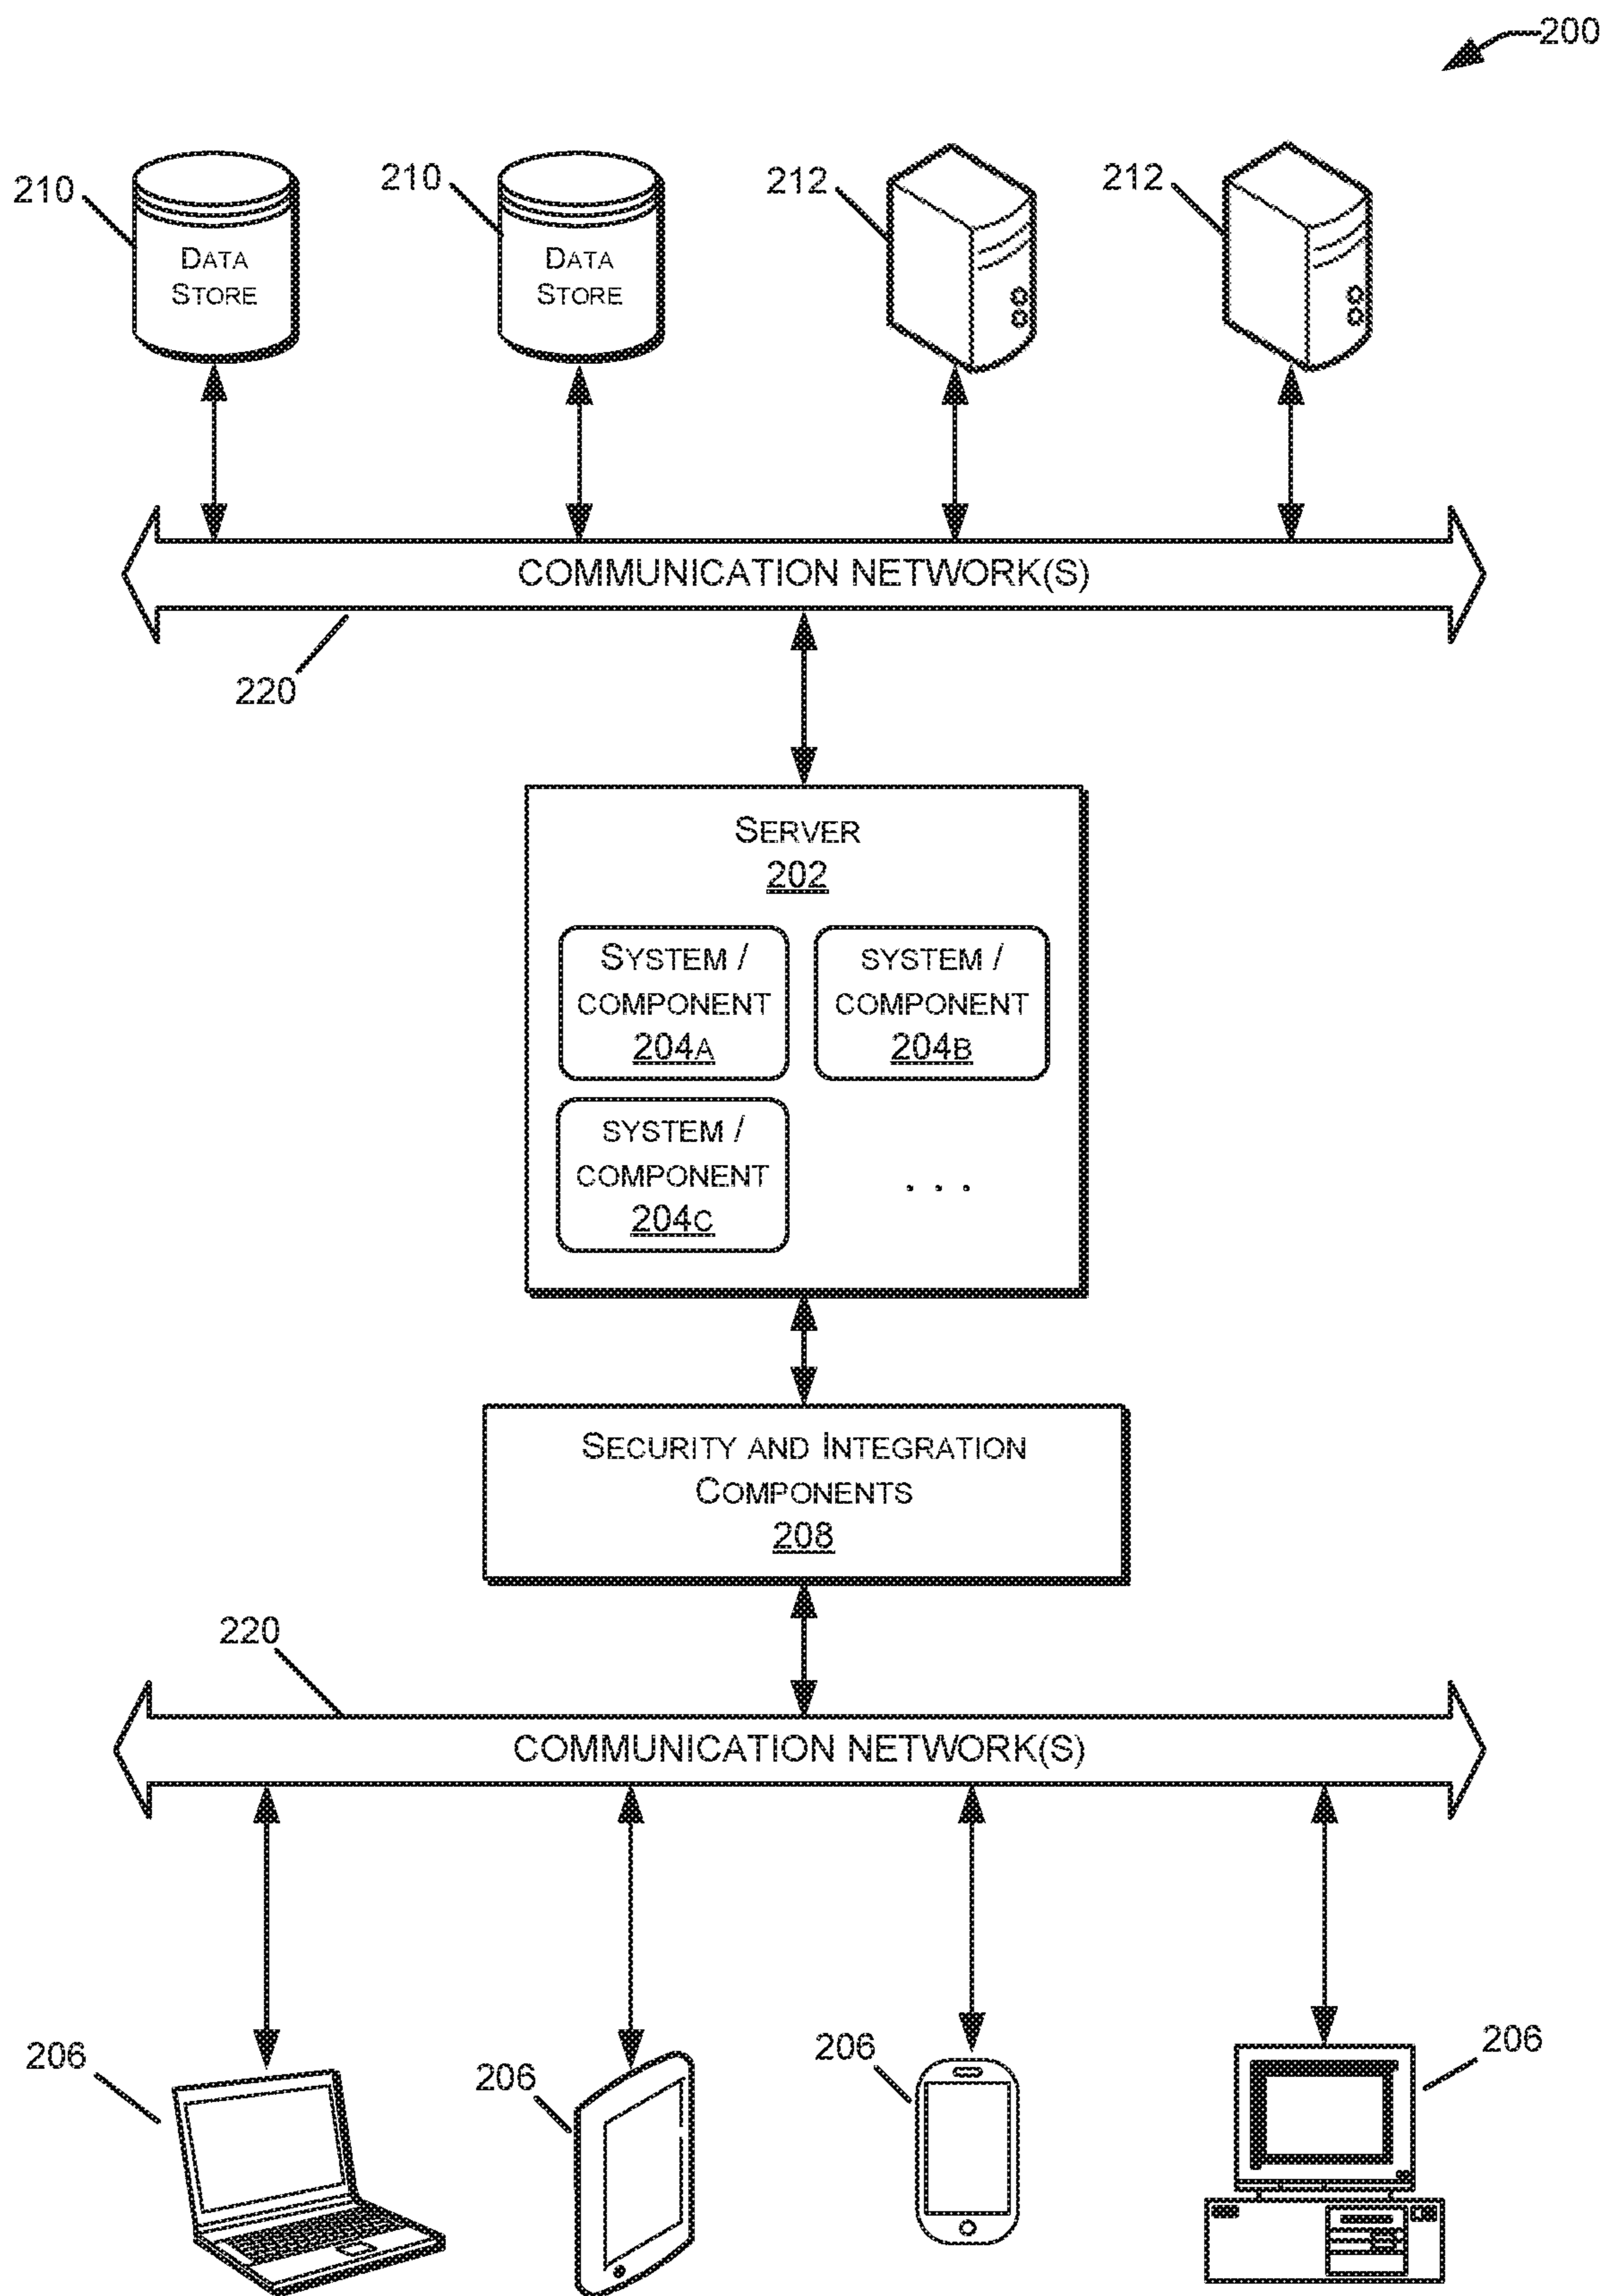 200
210
210
212
212
DATA
STORE
DATA
STORE
COMMUNICATION NETWORK(S)
220
SERVER
202
SYSTEM /
COMPONENT
204A
SYSTEM /
COMPONENT
204B
SYSTEM /
COMPONENT
204C
. . .
SECURITY AND INTEGRATION
COMPONENTS
208
220
COMMUNICATION NETWORK(S)
206
206
206
206